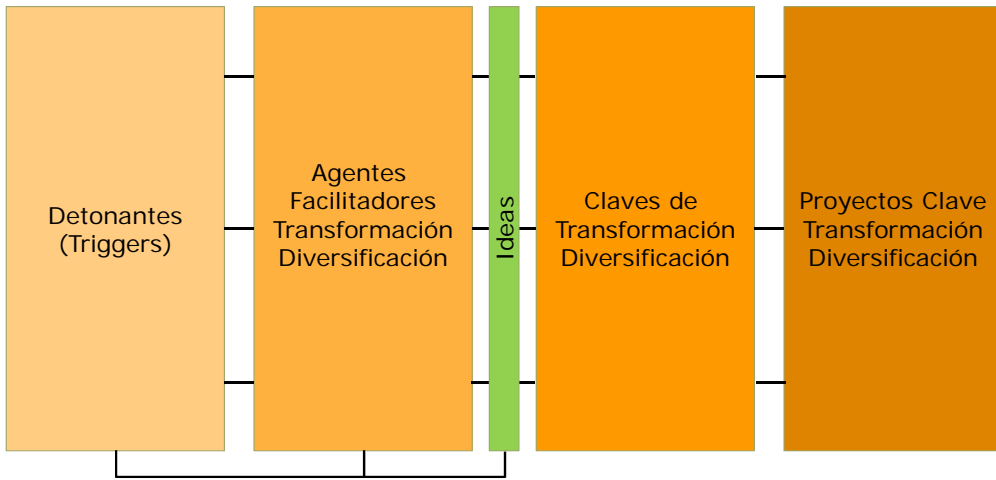 Detonantes
(Triggers)
Agentes
Facilitadores
Transformación
Diversificación
Ideas
Claves de
Transformación
Diversificación
Proyectos Clave
Transformación
Diversificación